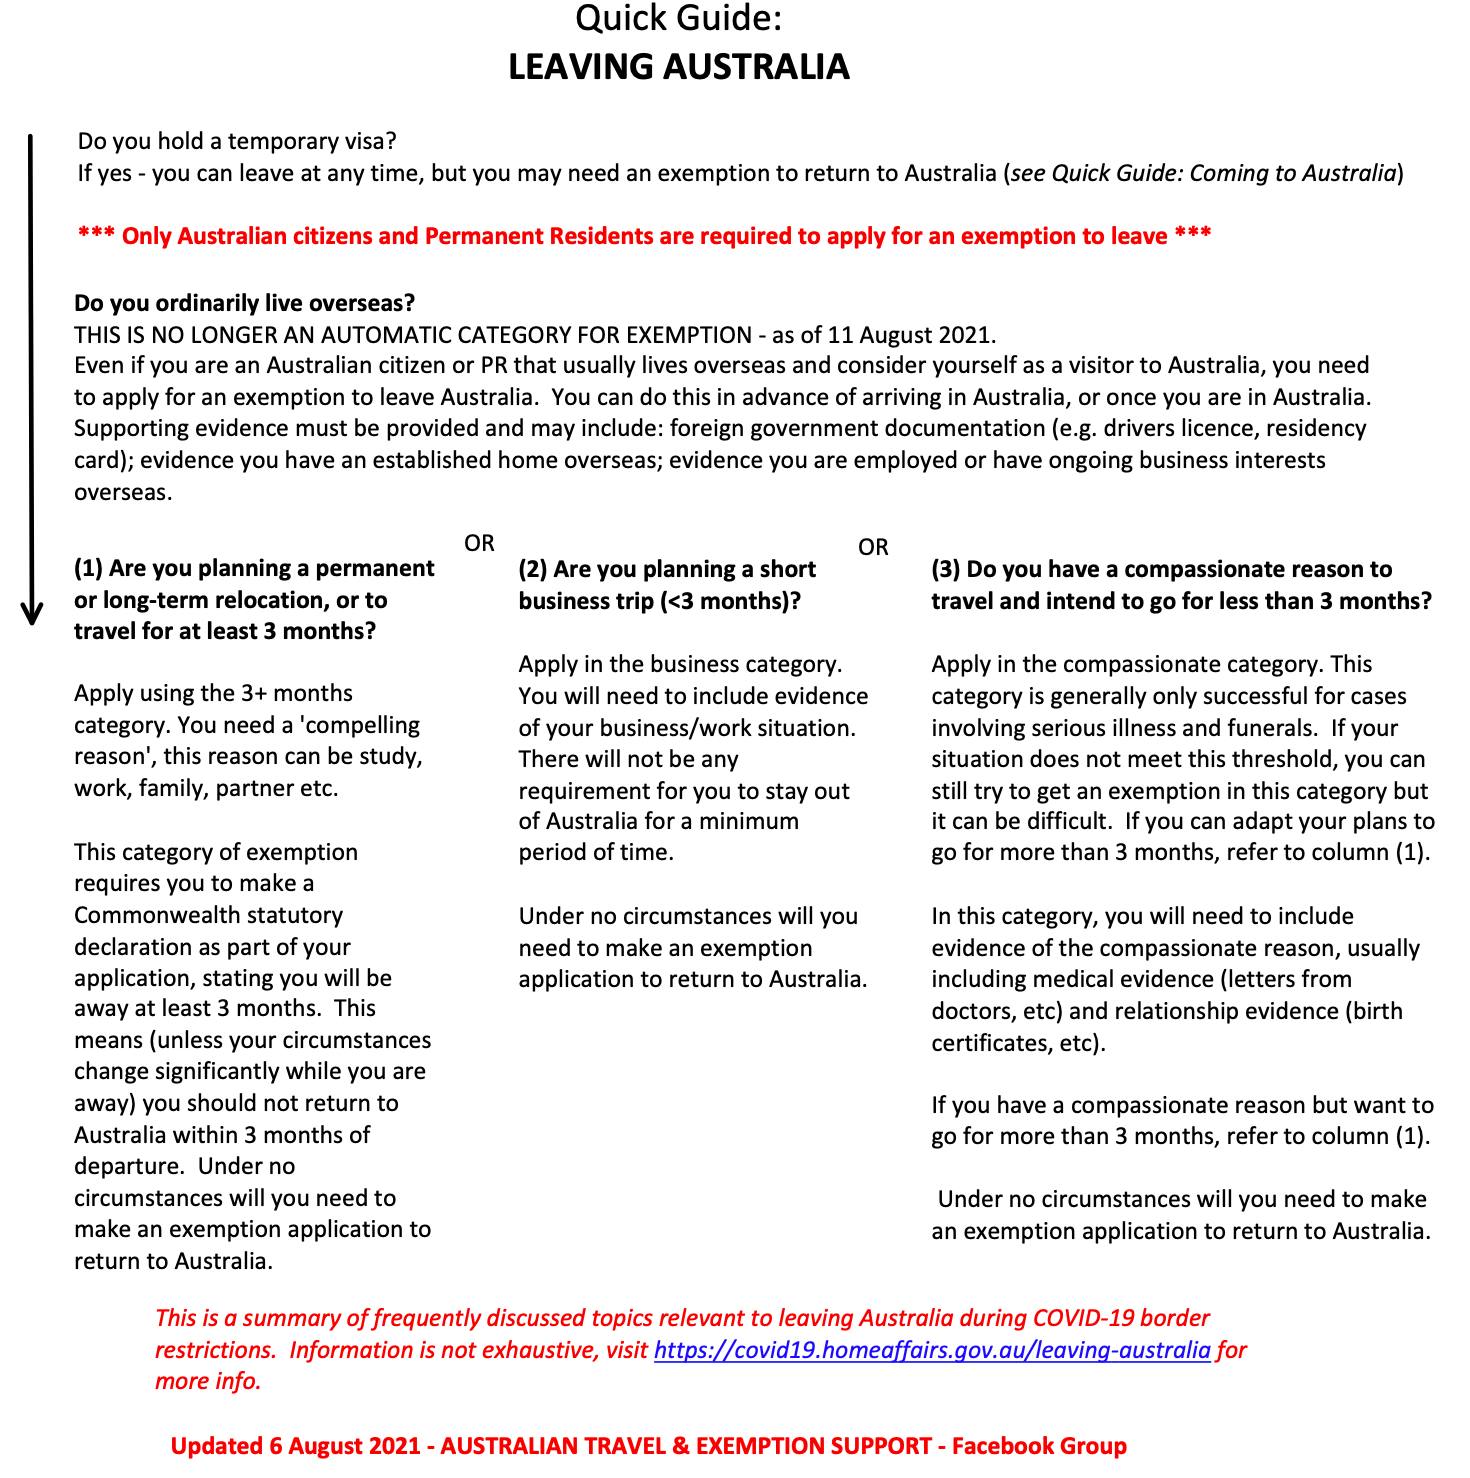 Quick Guide:
LEAVING AUSTRALIA
Do you hold a temporary visa?
If yes - you can leave at any time, but you may need an exemption to return to Australia (see Quick Guide: Coming to Australia)
*** Only Australian citizens and Permanent Residents are required to apply for an exemption to leave ***
Do you ordinarily live overseas?
THIS IS NO LONGER AN AUTOMATIC CATEGORY FOR EXEMPTION - as of 11 August 2021.
Even if you are an Australian citizen or PR that usually lives overseas and consider yourself as a visitor to Australia, you need
to apply for an exemption to leave Australia.  You can do this in advance of arriving in Australia, or once you are in Australia.
Supporting evidence must be provided and may include: foreign government documentation (e.g. drivers licence, residency
card); evidence you have an established home overseas; evidence you are employed or have ongoing business interests
overseas.
(1) Are you planning a permanent
or long-term relocation, or to
travel for at least 3 months?
Apply using the 3+ months
category. You need a 'compelling
reason', this reason can be study,
work, family, partner etc.
This category of exemption
requires you to make a
Commonwealth statutory
declaration as part of your
application, stating you will be
away at least 3 months.  This
means (unless your circumstances
change significantly while you are
away) you should not return to
Australia within 3 months of
departure.  Under no
circumstances will you need to
make an exemption application to
return to Australia.
OR
(2) Are you planning a short
business trip (<3 months)?
Apply in the business category.
You will need to include evidence
of your business/work situation.
There will not be any
requirement for you to stay out
of Australia for a minimum
period of time.
Under no circumstances will you
need to make an exemption
application to return to Australia.
OR
(3) Do you have a compassionate reason to
travel and intend to go for less than 3 months?
Apply in the compassionate category. This
category is generally only successful for cases
involving serious illness and funerals.  If your
situation does not meet this threshold, you can
still try to get an exemption in this category but
it can be difficult.  If you can adapt your plans to
go for more than 3 months, refer to column (1).
In this category, you will need to include
evidence of the compassionate reason, usually
including medical evidence (letters from
doctors, etc) and relationship evidence (birth
certificates, etc).
If you have a compassionate reason but want to
go for more than 3 months, refer to column (1).
Under no circumstances will you need to make
an exemption application to return to Australia.
This is a summary of frequently discussed topics relevant to leaving Australia during COVID-19 border
restrictions.  Information is not exhaustive, visit https://covid19.homeaffairs.gov.au/leaving-australia for
more info.
Updated 6 August 2021 - AUSTRALIAN TRAVEL & EXEMPTION SUPPORT - Facebook Group